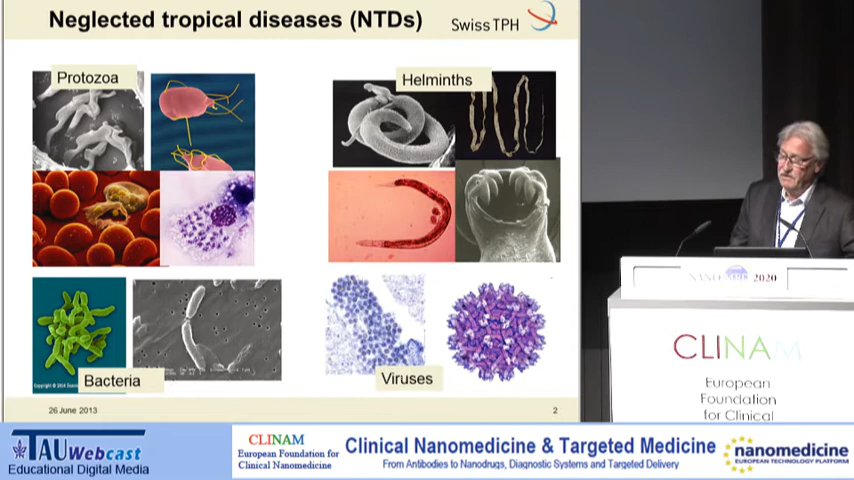 Neglected tropical diseases (NTDs)
Swiss TPH
Protozoa
Helminths
Bacteria
Viruses
26 June 2013
2
2020
CLINAM
European
Foundation
for Clinical
TAU Webcast
Educational Digital Media
CLINAM
European Foundation for
Clinical Nanomedicine
Clinical Nanomedicine & Targeted Medicine
From Antibodies to Nanodrugs, Diagnostic Systems and Targeted Delivery
nanomedicine
EUROPEAN TECHNOLOGY PLATFORM